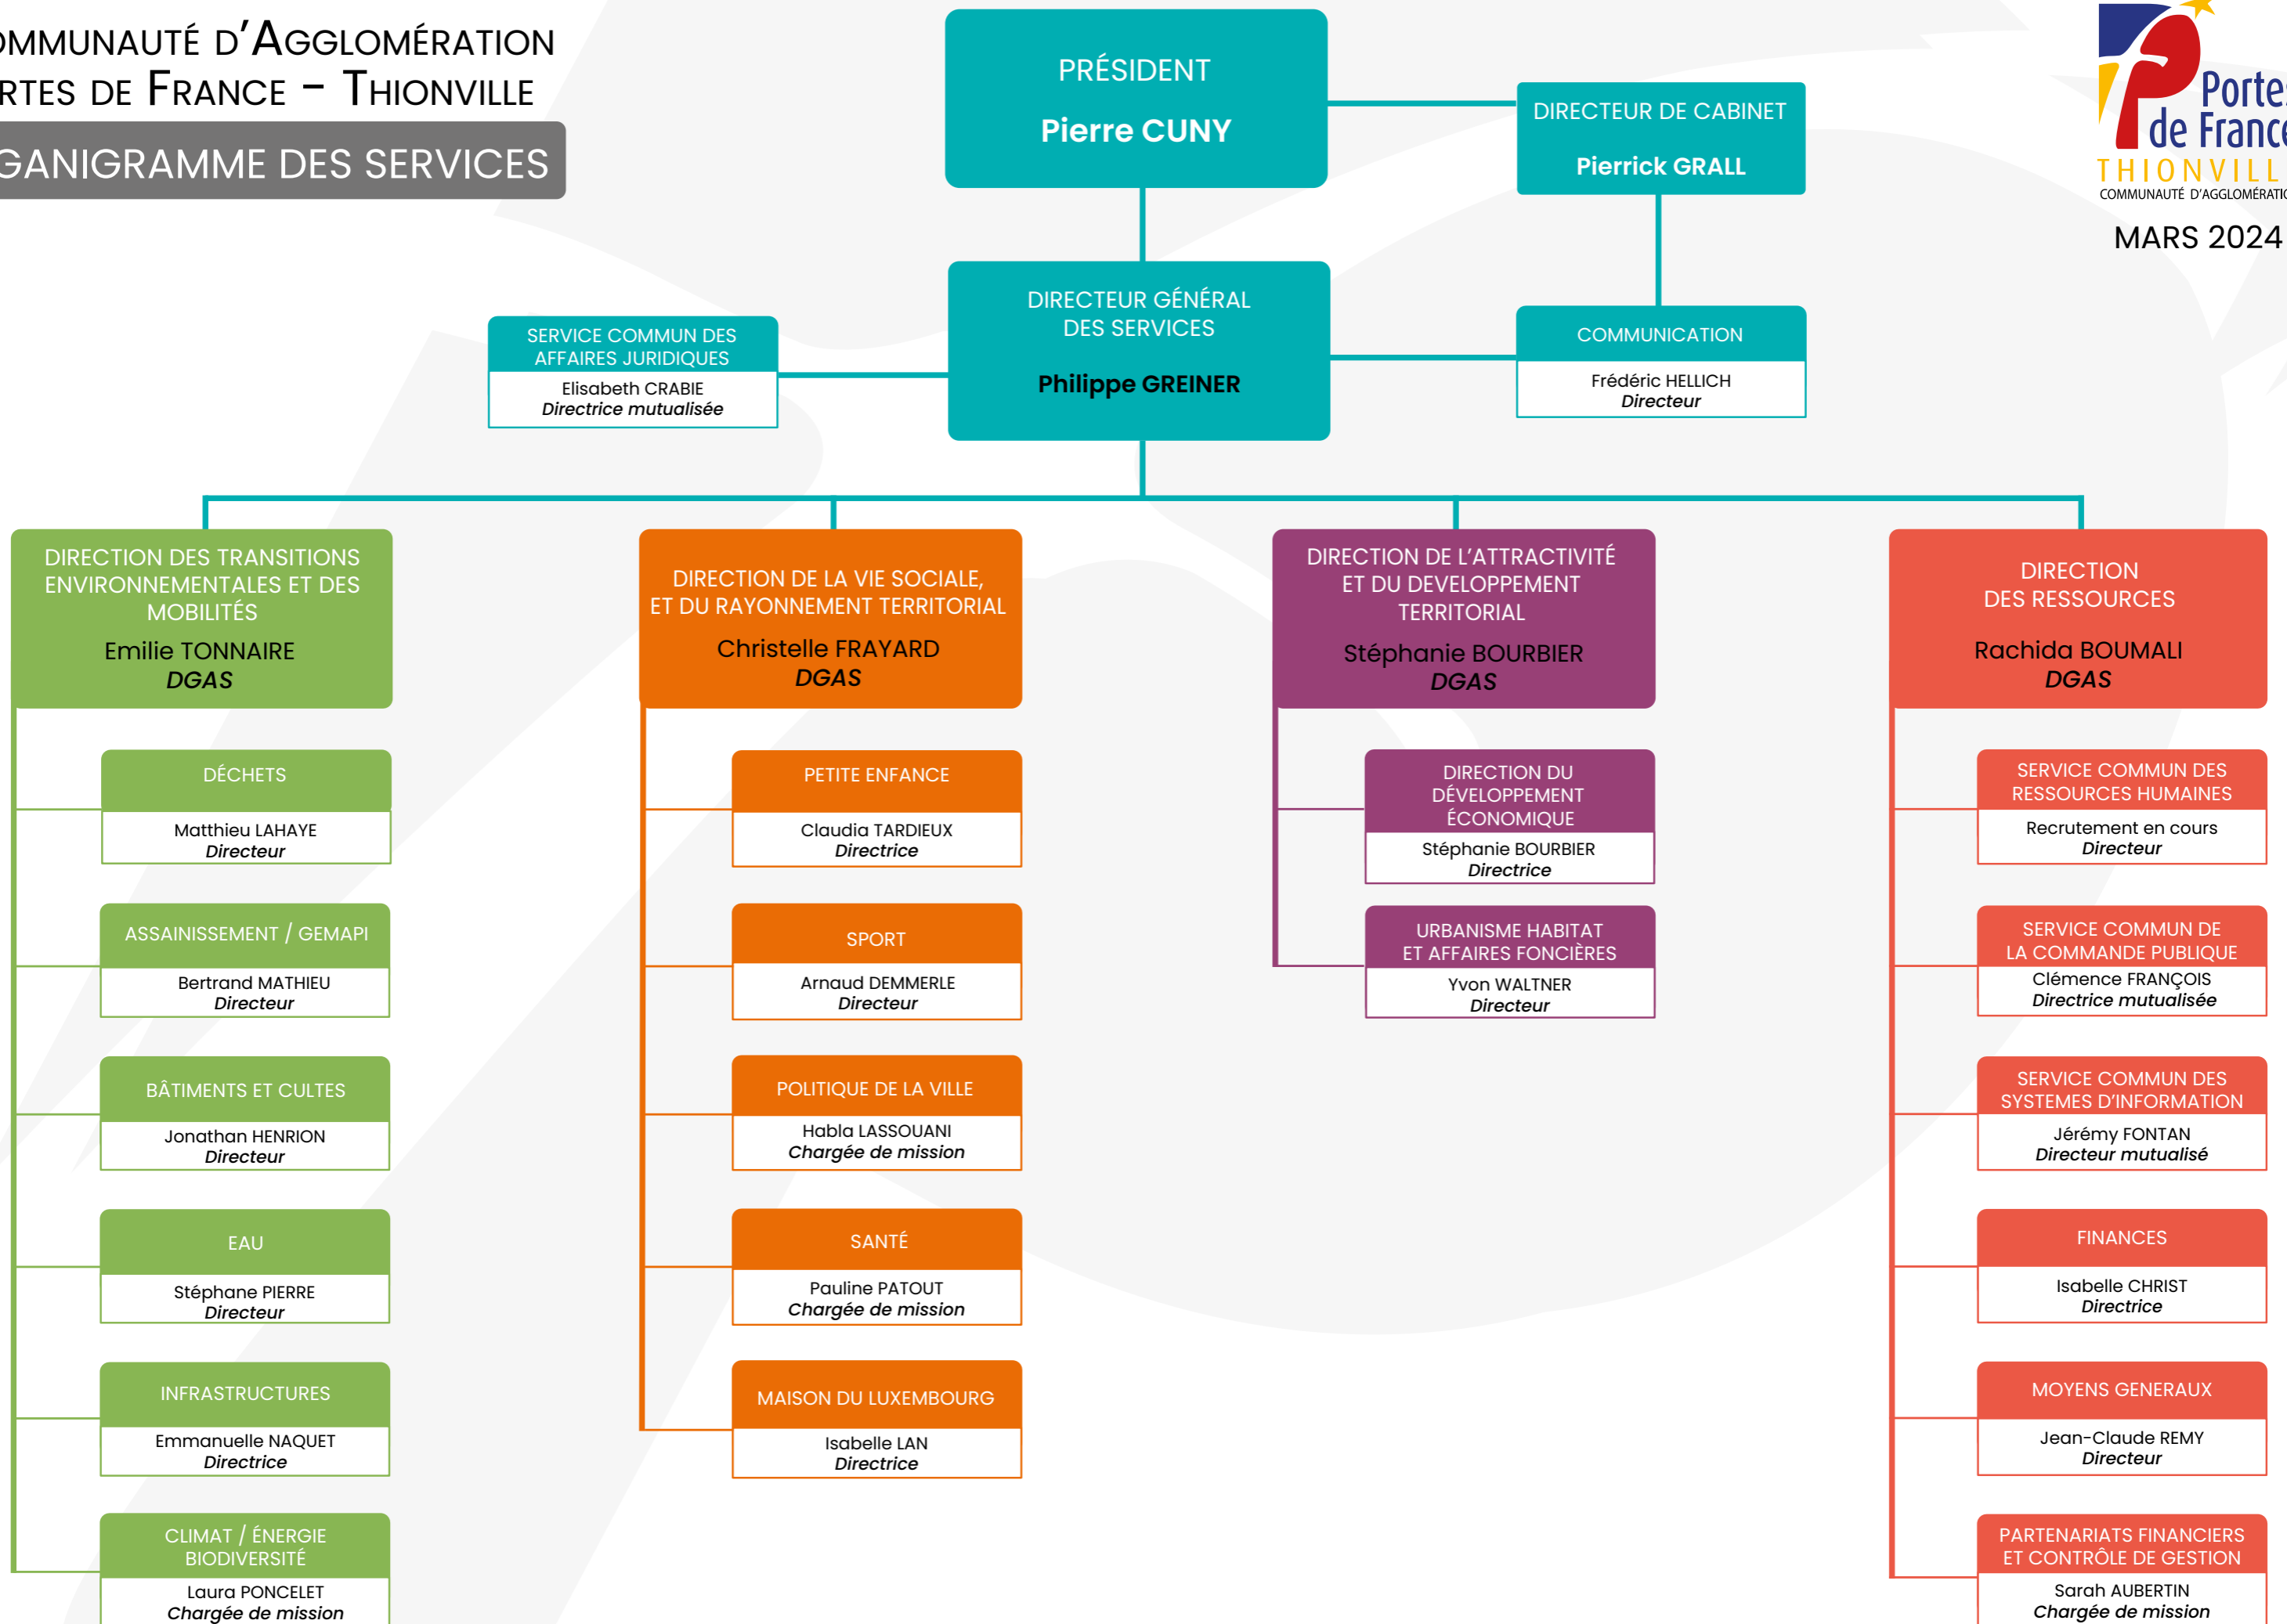 OMMUNAUTÉ D'AGGLOMÉRATION
RTES DE FRANCE – THIONVILLE
GANIGRAMME DES SERVICES
PRÉSIDENT
Pierre CUNY
DIRECTEUR DE CABINET
Pierrick GRALL
Portes
de France
THIONVILL
COMMUNAUTÉ D'AGGLOMÉRATIO
MARS 2024
DIRECTEUR GÉNÉRAL
DES SERVICES
Philippe GREINER
SERVICE COMMUN DES
AFFAIRES JURIDIQUES
Elisabeth CRABIE
Directrice mutualisée
COMMUNICATION
Frédéric HELLICH
Directeur
DIRECTION DES TRANSITIONS
ENVIRONNEMENTALES ET DES
MOBILITÉS
Emilie TONNAIRE
DGAS
DÉCHETS
Matthieu LAHAYE
Directeur
ASSAINISSEMENT / GEMAPI
Bertrand MATHIEU
Directeur
BÂTIMENTS ET CULTES
Jonathan HENRION
Directeur
EAU
Stéphane PIERRE
Directeur
INFRASTRUCTURES
Emmanuelle NAQUET
Directrice
CLIMAT / ÉNERGIE
BIODIVERSITÉ
Laura PONCELET
Chargée de mission
DIRECTION DE LA VIE SOCIALE,
ET DU RAYONNEMENT TERRITORIAL
Christelle FRAYARD
DGAS
PETITE ENFANCE
Claudia TARDIEUX
Directrice
SPORT
Arnaud DEMMERLE
Directeur
POLITIQUE DE LA VILLE
Habla LASSOUANI
Chargée de mission
SANTÉ
Pauline PATOUT
Chargée de mission
MAISON DU LUXEMBOURG
Isabelle LAN
Directrice
DIRECTION DE L'ATTRACTIVITÉ
ET DU DEVELOPPEMENT
TERRITORIAL
Stéphanie BOURBIER
DGAS
DIRECTION DU
DÉVELOPPEMENT
ÉCONOMIQUE
Stéphanie BOURBIER
Directrice
URBANISME HABITAT
ET AFFAIRES FONCIÈRES
Yvon WALTNER
Directeur
DIRECTION
DES RESSOURCES
Rachida BOUMALI
DGAS
SERVICE COMMUN DES
RESSOURCES HUMAINES
Recrutement en cours
Directeur
SERVICE COMMUN DE
LA COMMANDE PUBLIQUE
Clémence FRANÇOIS
Directrice mutualisée
SERVICE COMMUN DES
SYSTEMES D'INFORMATION
Jérémy FONTAN
Directeur mutualisé
FINANCES
Isabelle CHRIST
Directrice
MOYENS GENERAUX
Jean-Claude REMY
Directeur
PARTENARIATS FINANCIERS
ET CONTRÔLE DE GESTION
Sarah AUBERTIN
Chargée de mission